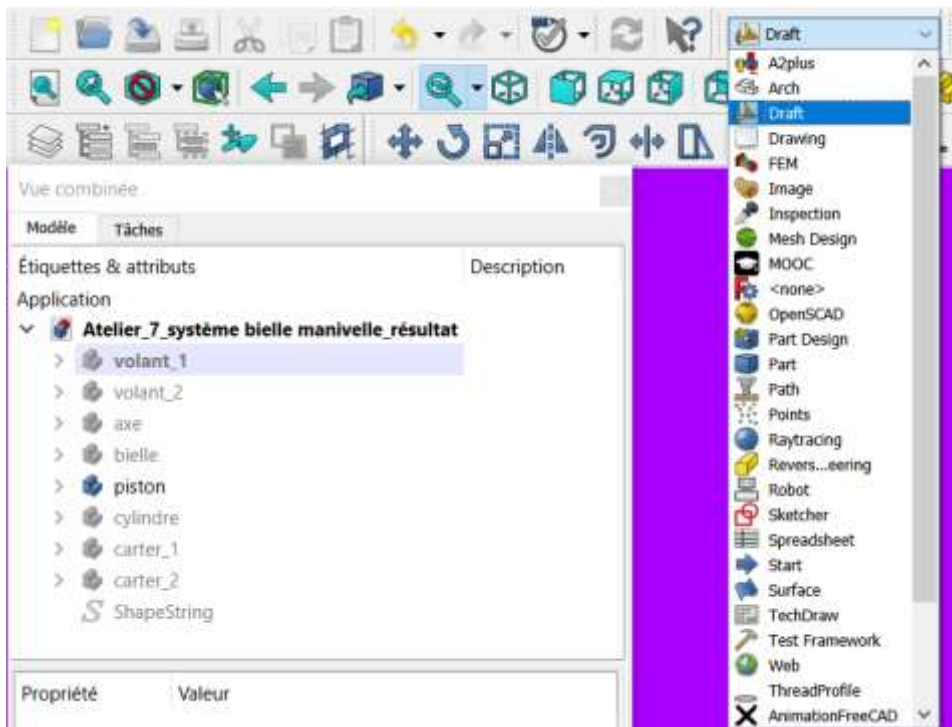 Draft
A2plus
Arch
Draft
Drawing
FEM
Image
Inspection
Mesh Design
MOOC
<none>
OpenSCAD
Part Design
Part
Path
Points
Raytracing
Revers...eering
Robot
Sketcher
Spreadsheet
Start
Surface
TechDraw
Test Framework
Web
ThreadProfile
AnimationFreeCAD
Vue combinée
Modèle Tâches
Étiquettes & attributs Description
Application
Atelier_7_système bielle manivelle_résultat
volant_1
volant_2
axe
bielle
piston
cylindre
carter_1
carter_2
ShapeString
Propriété Valeur